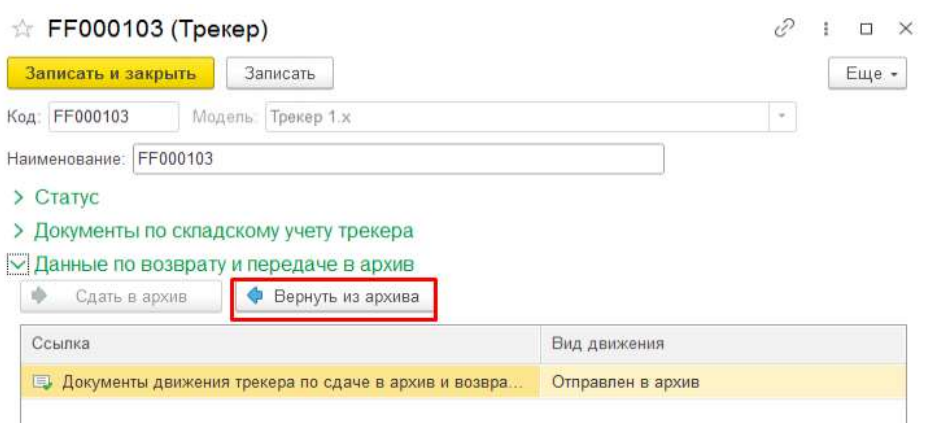 FF000103 (Трекер)
Записать и закрыть Записать Еще
Код: FF000103 Модель: Трекер 1.x
Наименование: FF000103
Статус
Документы по складскому учету трекера
Данные по возврату и передаче в архив
Сдать в архив Вернуть из архива
Ссылка Вид движения
Документы движения трекера по сдаче в архив и возвра... Отправлен в архив